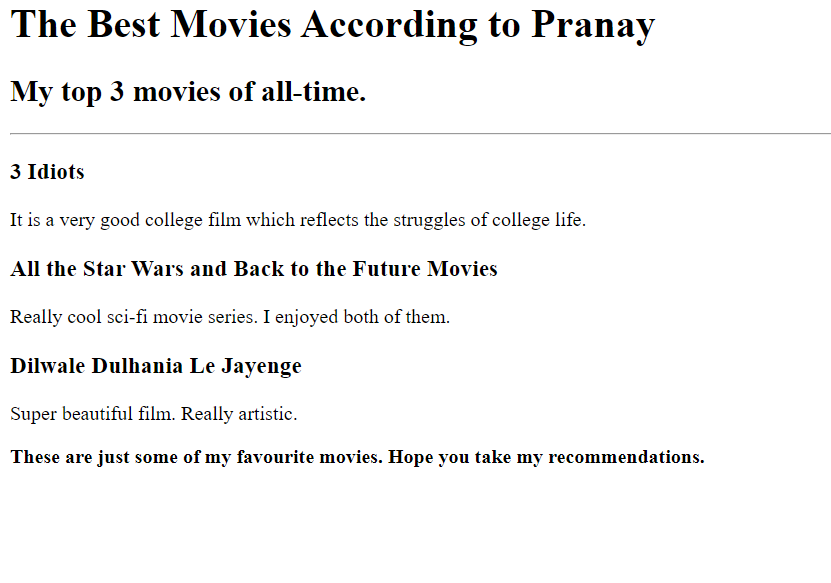 The Best Movies According to Pranay
My top 3 movies of all-time.
3 Idiots
It is a very good college film which reflects the struggles of college life.
All the Star Wars and Back to the Future Movies
Really cool sci-fi movie series. I enjoyed both of them.
Dilwale Dulhania Le Jayenge
Super beautiful film. Really artistic.
These are just some of my favourite movies. Hope you take my recommendations.